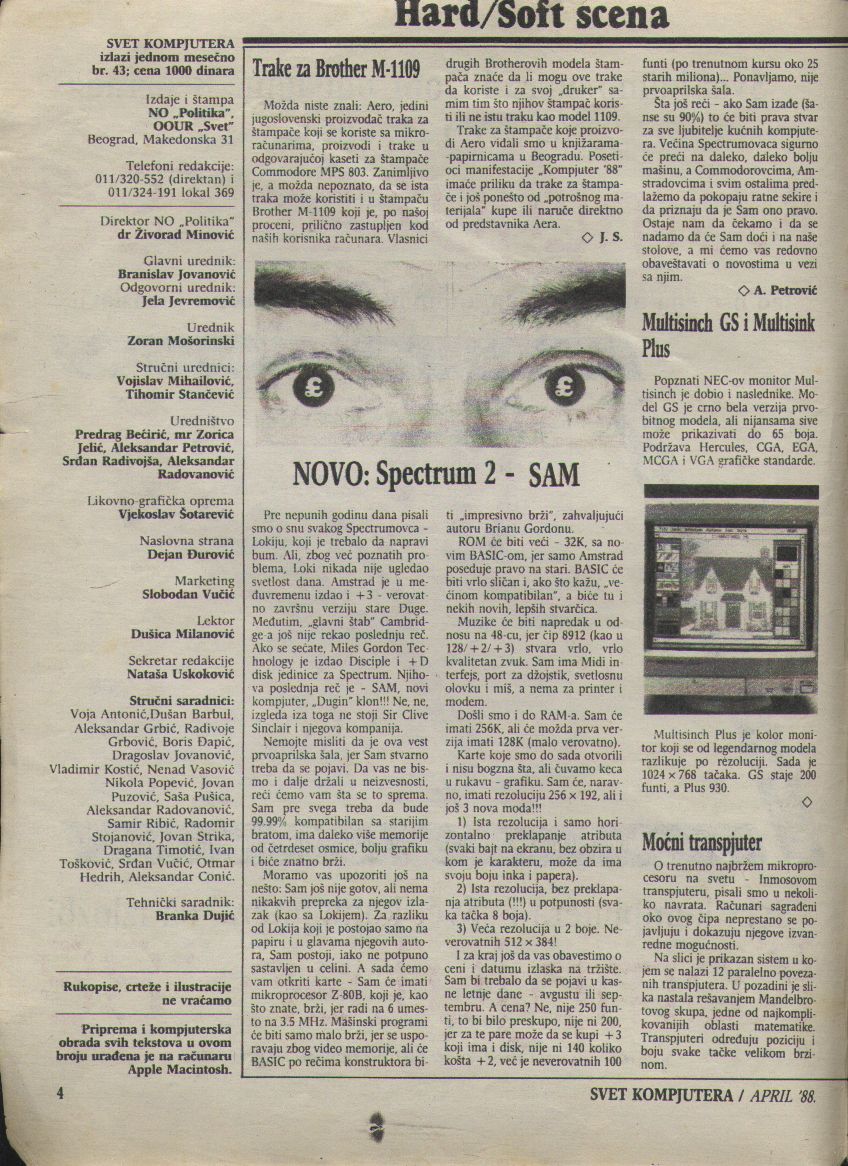 Hard/Soft scena
SVET KOMPJUTERA
izlazi jednom mesečno
br. 43; cena 1000 dinara
Izdaje i štampa
NO „Politika",
OOUR „Svet"
Beograd, Makedonska 31
Telefoni redakcije:
011/320-552 (direktan) i
011/324-191 lokal 369
Direktor NO „Politika"
dr Živorad Minović
Glavni urednik:
Branislav Jovanović
Odgovorni urednik:
Jela Jevremović
Urednik
Zoran Mošorinski
Stručni urednici:
Vojislav Mihailović,
Tihomir Stančević
Uredništvo
Predrag Bećirić, mr Zorica
Jelić, Aleksandar Petrović,
Srđan Radivojša, Aleksandar
Radovanović
Likovno-grafička oprema
Vjekoslav Šotarević
Naslovna strana
Dejan Đurović
Marketing
Slobodan Vučić
Lektor
Dušica Milanović
Sekretar redakcije
Nataša Uskoković
Stručni saradnici:
Voja Antonić,Dušan Barbul,
Aleksandar Grbić, Radivoje
Grbović, Boris Đapić,
Dragoslav Jovanović,
Vladimir Kostić, Nenad Vasović
Nikola Popević, Jovan
Puzović, Saša Pušica,
Aleksandar Radovanović,
Samir Ribić, Radomir
Stojanović, Jovan Strika,
Dragana Timotić, Ivan
Tošković, Srđan Vučić, Otmar
Hedrih, Aleksandar Conić.
Tehnički saradnik:
Branka Dujić
Rukopise, crteže i ilustracije
ne vraćamo
Priprema i kompjuterska
obrada svih tekstova u ovom
broju urađena je na računaru
Apple Macintosh.
Trake za Brother M-1109
Možda niste znali: Aero, jedini
jugoslovenski proizvođač traka za
štampače koji se koriste sa mikro-
računarima, proizvodi i trake u
odgovarajućoj kaseti za štampače
Commodore MPS 803. Zanimljivo
je, a možda nepoznato, da se ista
traka može koristiti i u štampaču
Brother M-1109 koji je, po našoj
proceni, prilično zastupljen kod
naših korisnika računara. Vlasnici
drugih Brotherovih modela štam-
pača znaće da li mogu ove trake
da koriste i za svoj „druker" sa-
mim tim što njihov štampač koris-
ti ili ne istu traku kao model 1109.
Trake za štampače koje proizvo-
di Aero viđali smo u knjižarama-
-papirnicama u Beogradu. Poseti-
oci manifestacije „Kompjuter '88"
imaće priliku da trake za štampa-
če i još ponešto od „potrošnog ma-
terijala" kupe ili naruče direktno
od predstavnika Aera.
◇ J. S.
£ £
NOVO: Spectrum 2 - SAM
Pre nepunih godinu dana pisali
smo o snu svakog Spectrumovca -
Lokiju, koji je trebalo da napravi
bum. Ali, zbog već poznatih pro-
blema, Loki nikada nije ugledao
svetlost dana. Amstrad je u me-
đuvremenu izdao i +3 - verovat-
no završnu verziju stare Duge.
Međutim, „glavni štab" Cambrid-
ge-a još nije rekao poslednju reč.
Ako se sećate, Miles Gordon Tec-
hnology je izdao Disciple i +D
disk jedinice za Spectrum. Njiho-
va poslednja reč je - SAM, novi
kompjuter, „Dugin" klon!!! Ne, ne,
izgleda iza toga ne stoji Sir Clive
Sinclair i njegova kompanija.
Nemojte misliti da je ova vest
prvoaprilska šala, jer Sam stvarno
treba da se pojavi. Da vas ne bis-
mo i dalje držali u neizvesnosti,
reći ćemo vam šta se to sprema.
Sam pre svega treba da bude
99.99% kompatibilan sa starijim
bratom, ima daleko više memorije
od četrdeset osmice, bolju grafiku
i biće znatno brži.
Moramo vas upozoriti još na
nešto: Sam još nije gotov, ali nema
nikakvih prepreka za njegov izla-
zak (kao sa Lokijem). Za razliku
od Lokija koji je postojao samo na
papiru i u glavama njegovih auto-
ra, Sam postoji, iako ne potpuno
sastavljen u celini. A sada ćemo
vam otkriti karte - Sam će imati
mikroprocesor Z-80B, koji je, kao
što znate, brži, jer radi na 6 umes-
to na 3.5 MHz. Mašinski programi
će biti samo malo brži, jer se uspo-
ravaju zbog video memorije, ali će
BASIC po rečima konstruktora bi-
ti „impresivno brži", zahvaljujući
autoru Brianu Gordonu.
ROM će biti veći - 32K, sa no-
vim BASIC-om, jer samo Amstrad
poseduje pravo na stari. BASIC će
biti vrlo sličan i, ako što kažu, „ve-
ćinom kompatibilan", a biće tu i
nekih novih, lepših stvarčica.
Muzike će biti napredak u od-
nosu na 48-cu, jer čip 8912 (kao u
128/+2/+3) stvara vrlo, vrlo
kvalitetan zvuk. Sam ima Midi in-
terfejs, port za džojstik, svetlosnu
olovku i miš, a nema za printer i
modem.
Došli smo i do RAM-a. Sam će
imati 256K, ali će možda prva ver-
zija imati 128K (malo verovatno).
Karte koje smo do sada otvorili
i nisu bogzna šta, ali čuvamo keca
u rukavu - grafiku. Sam će, narav-
no, imati rezoluciju 256 × 192, ali i
još 3 nova moda!!!
1) Ista rezolucija i samo hori-
zontalno preklapanje atributa
(svaki bajt na ekranu, bez obzira u
kom je karakteru, može da ima
svoju boju inka i papera).
2) Ista rezolucija, bez preklapa-
nja atributa (!!!) u potpunosti (sva-
ka tačka 8 boja).
3) Veća rezolucija u 2 boje. Ne-
verovatnih 512 × 384!
I za kraj još da vas obavestimo o
ceni i datumu izlaska na tržište.
Sam bi trebalo da se pojavi u kas-
ne letnje dane - avgustu ili sep-
tembru. A cena? Ne, nije 250 fun-
ti, to bi bilo preskupo, nije ni 200,
jer za te pare može da se kupi +3
koji ima i disk, nije ni 140 koliko
košta +2, već je neverovatnih 100
funti (po trenutnom kursu oko 25
starih miliona)... Ponavljamo, nije
prvoaprilska šala.
Šta još reći - ako Sam izađe (ša-
nse su 90%) to će biti prava stvar
za sve ljubitelje kućnih kompjute-
ra. Većina Spectrumovaca sigurno
će preći na daleko, daleko bolju
mašinu, a Commodorovcima, Am-
stradovcima i svim ostalima pred-
lažemo da pokopaju ratne sekire i
da priznaju da je Sam ono pravo.
Ostaje nam da čekamo i da se
nadamo da će Sam doći i na naše
stolove, a mi ćemo vas redovno
obaveštavati o novostima u vezi
sa njim.
◇ A. Petrović
Multisinch GS i Multisink
Plus
Popznati NEC-ov monitor Mul-
tisinch je dobio i naslednike. Mo-
del GS je crno bela verzija prvo-
bitnog modela, ali nijansama sive
može prikazivati do 65 boja.
Podržava Hercules, CGA, EGA,
MCGA i VGA grafičke standarde.
Multisinch Plus je kolor moni-
tor koji se od legendarnog modela
razlikuje po rezoluciji. Sada je
1024 × 768 tačaka. GS staje 200
funti, a Plus 930.
◇
Moćni transpjuter
O trenutno najbržem mikropro-
cesoru na svetu - Inmosovom
transpjuteru, pisali smo u nekoli-
ko navrata. Računari sagrađeni
oko ovog čipa neprestano se po-
javljuju i dokazuju njegove izvan-
redne mogućnosti.
Na slici je prikazan sistem u ko-
jem se nalazi 12 paralelno poveza-
nih transpjutera. U pozadini je sli-
ka nastala rešavanjem Mandelbro-
tovog skupa, jedne od najkompli-
kovanijih oblasti matematike.
Transpjuteri određuju poziciju i
boju svake tačke velikom brzi-
nom.
4
SVET KOMPJUTERA / APRIL '88.